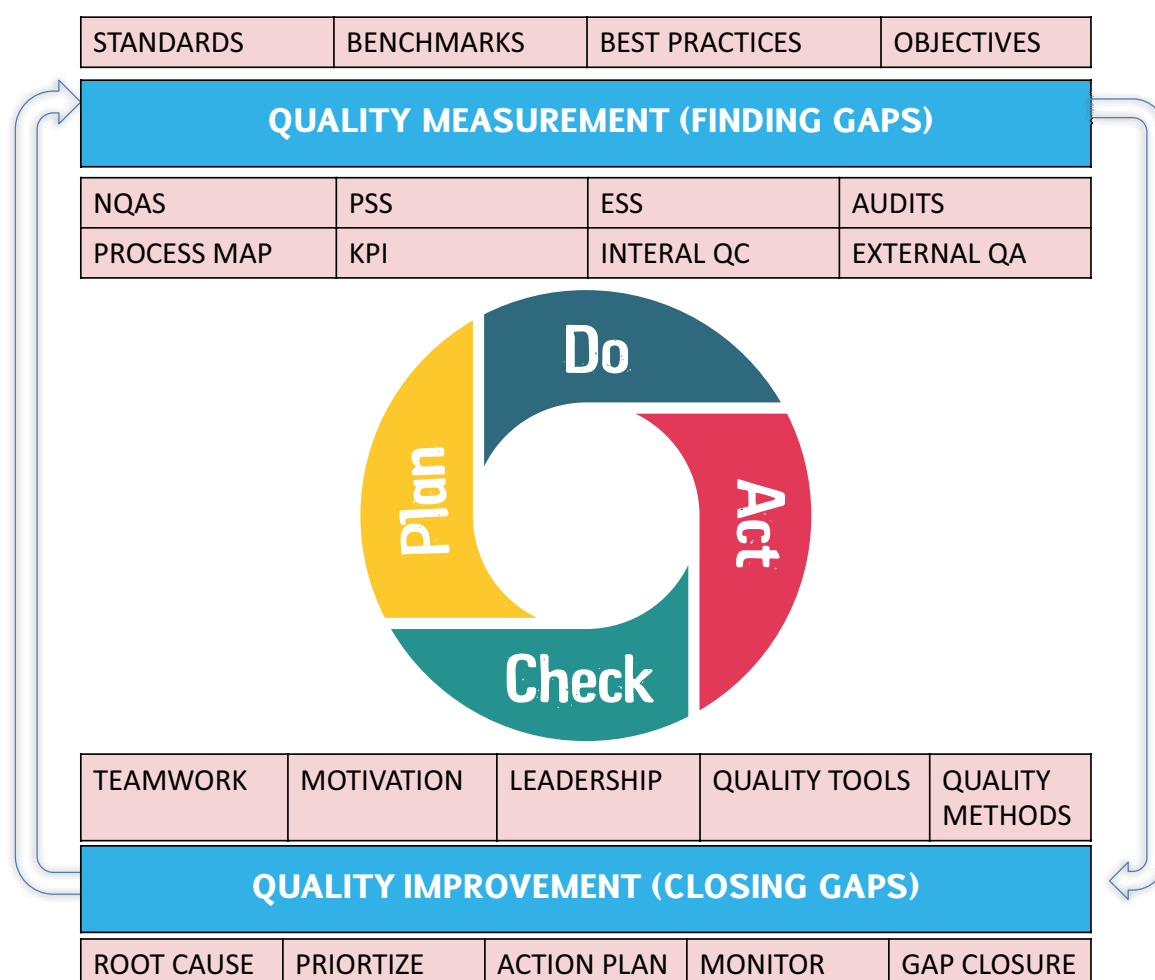 STANDARDS BENCHMARKS BEST PRACTICES OBJECTIVES
QUALITY MEASUREMENT (FINDING GAPS)
NQAS PSS ESS AUDITS
PROCESS MAP KPI INTERAL QC EXTERNAL QA
Do
Plan
Act
Check
TEAMWORK MOTIVATION LEADERSHIP QUALITY TOOLS QUALITY
METHODS
QUALITY IMPROVEMENT (CLOSING GAPS)
ROOT CAUSE PRIORTIZE ACTION PLAN MONITOR GAP CLOSURE